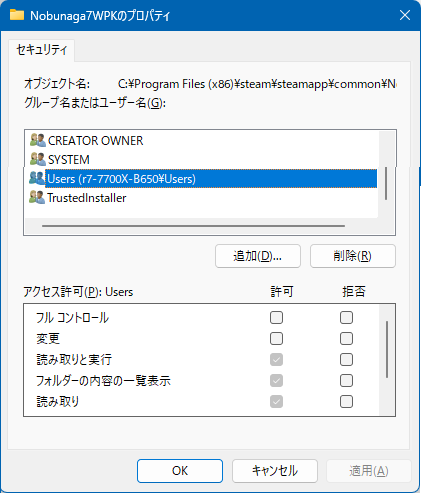 Nobunaga7WPKのプロパティ
セキュリティ
オブジェクト名: C:¥Program Files (x86)¥steam¥steamapp¥common¥No
グループ名またはユーザー名(G):
CREATOR OWNER
SYSTEM
Users (r7-7700X-B650¥Users)
TrustedInstaller
追加(D)... 削除(R)
アクセス許可(P): Users 許可 拒否
フル コントロール
変更
読み取りと実行
フォルダーの内容の一覧表示
読み取り
OK キャンセル 適用(A)